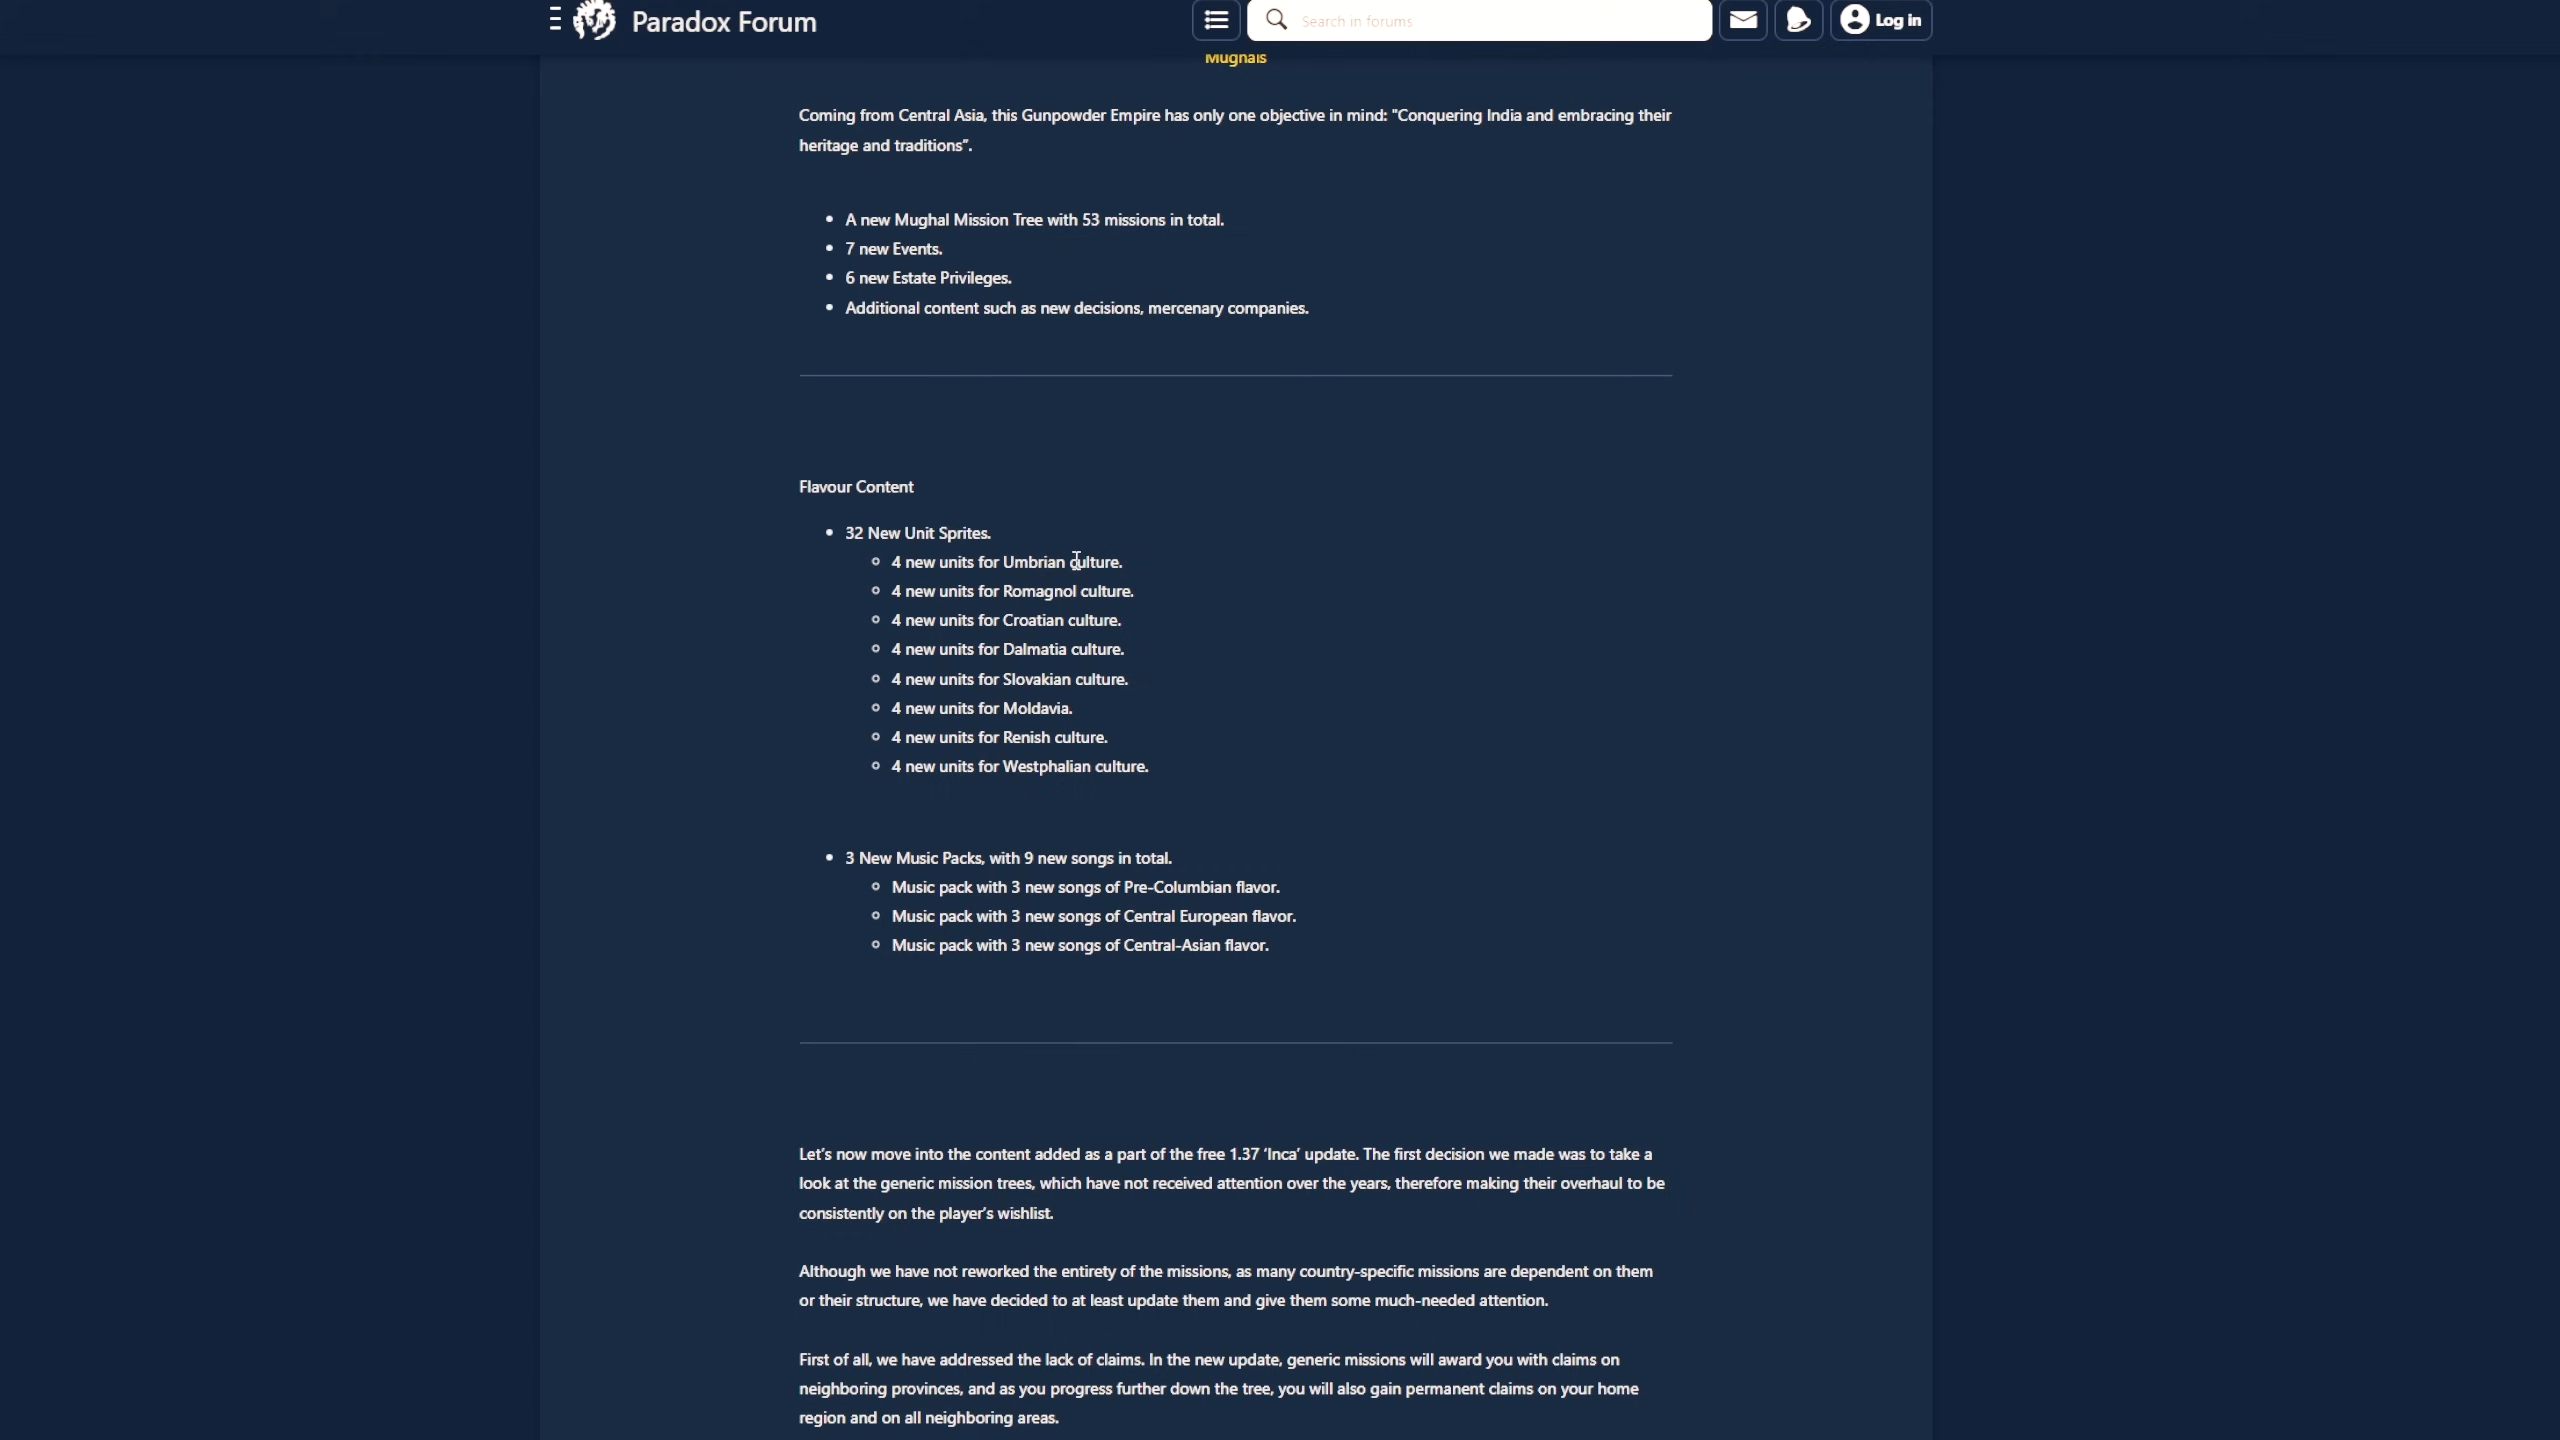 Paradox Forum
Search in forums
Log in
Mughals
Coming from Central Asia, this Gunpowder Empire has only one objective in mind: "Conquering India and embracing their
heritage and traditions”.
• A new Mughal Mission Tree with 53 missions in total.
• 7 new Events.
• 6 new Estate Privileges.
• Additional content such as new decisions, mercenary companies.
Flavour Content
• 32 New Unit Sprites.
4 new units for Umbrian culture.
4 new units for Romagnol culture.
4 new units for Croatian culture.
4 new units for Dalmatia culture.
4 new units for Slovakian culture.
4 new units for Moldavia.
4 new units for Renish culture.
4 new units for Westphalian culture.
• 3 New Music Packs, with 9 new songs in total.
Music pack with 3 new songs of Pre-Columbian flavor.
Music pack with 3 new songs of Central European flavor.
Music pack with 3 new songs of Central-Asian flavor.
Let’s now move into the content added as a part of the free 1.37 ‘Inca’ update. The first decision we made was to take a
look at the generic mission trees, which have not received attention over the years, therefore making their overhaul to be
consistently on the player’s wishlist.
Although we have not reworked the entirety of the missions, as many country-specific missions are dependent on them
or their structure, we have decided to at least update them and give them some much-needed attention.
First of all, we have addressed the lack of claims. In the new update, generic missions will award you with claims on
neighboring provinces, and as you progress further down the tree, you will also gain permanent claims on your home
region and on all neighboring areas.